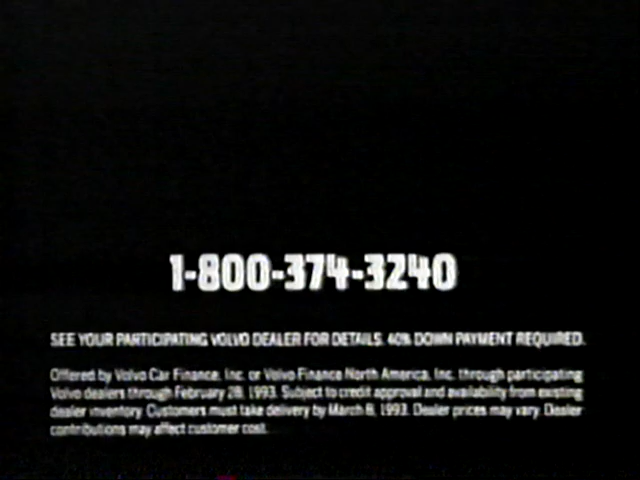 1-800-374-3240
SEE YOUR PARTICIPATING VOLVO DEALER FOR DETAILS. 40% DOWN PAYMENT REQUIRED.
Offered by Volvo Car Finance, Inc. or Volvo Finance North America, Inc. through participating
Volvo dealers through February 28, 1993. Subject to credit approval and availability from existing
dealer inventory. Customers must take delivery by March 8, 1993. Dealer prices may vary. Dealer
contributions may affect customer cost.